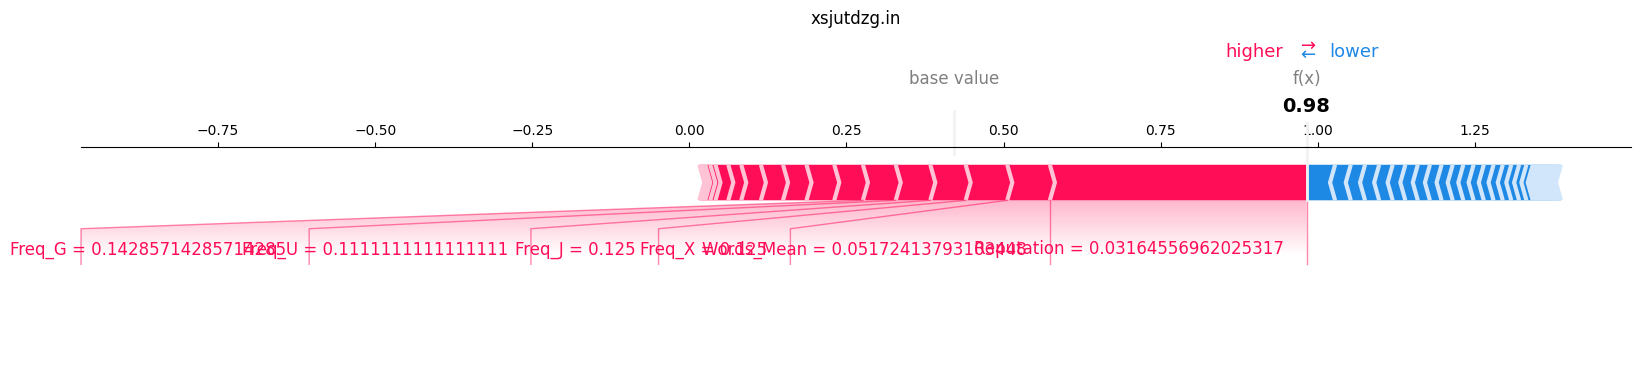 xsjutdzg.in
higher → ← lower
base value f(x)
0.98
−0.75 −0.50 −0.25 0.00 0.25 0.50 0.75 1.00 1.25
Freq_G = 0.14285714285714285 Freq_U = 0.1111111111111111 Freq_J = 0.125 Freq_X = 0.125 Words_Mean = 0.05172413793103448 Reputation = 0.03164556962025317